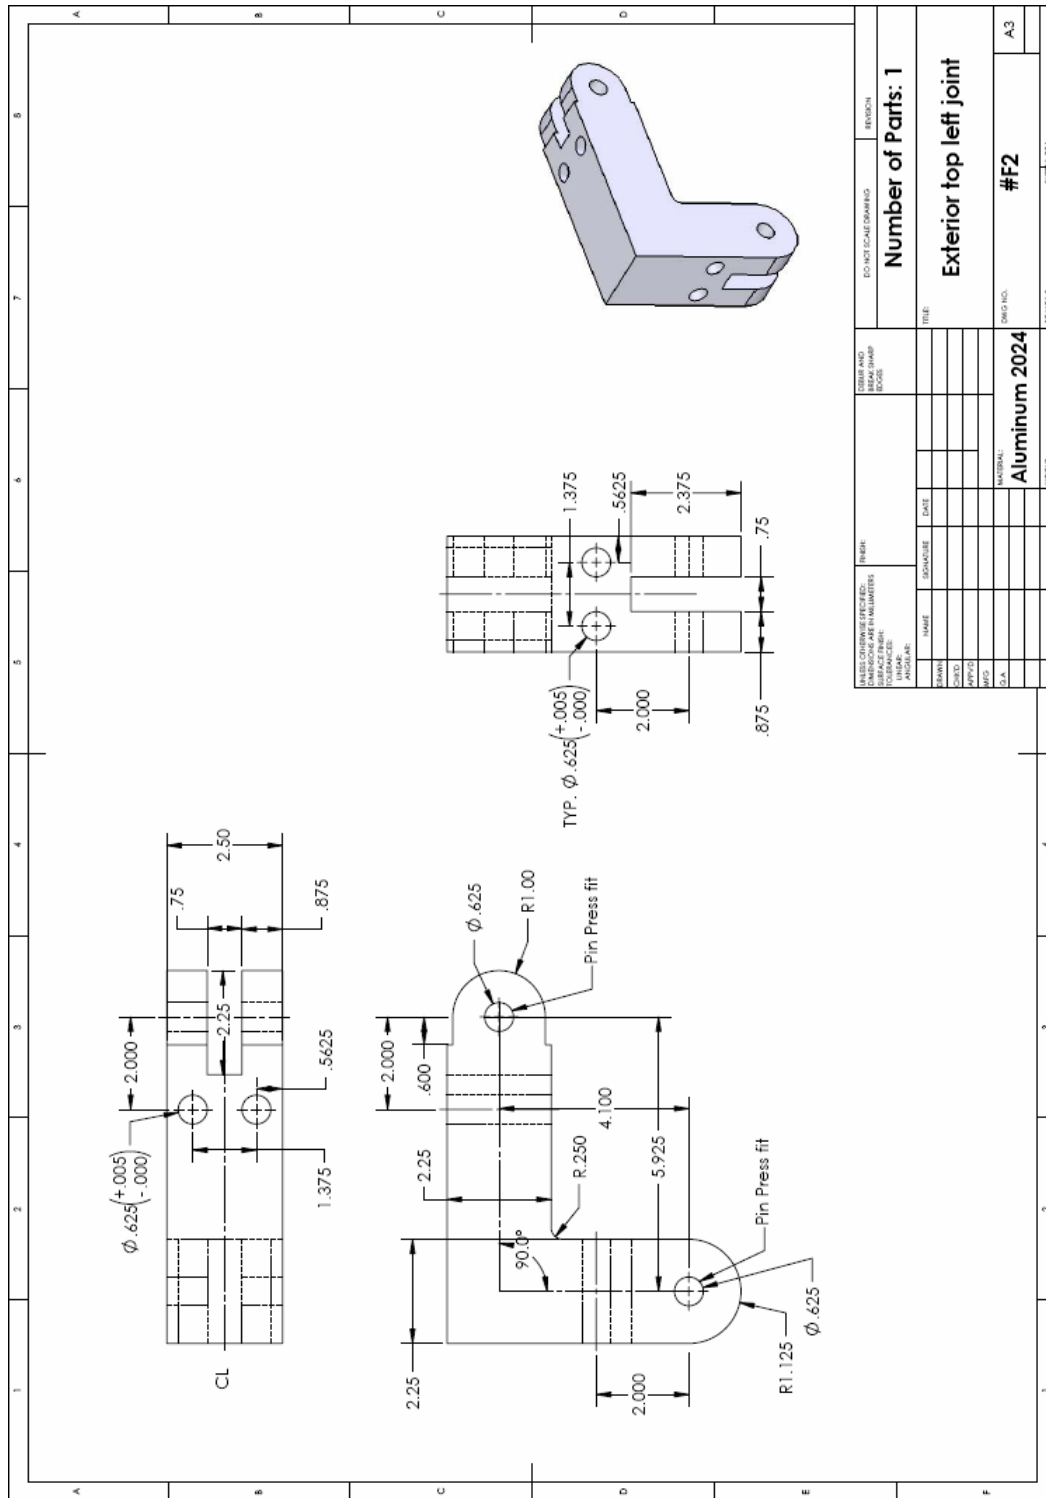 A
B
C
D
1
2
3
4
5
6
7
8
Ø.625(+.005 -.000)
2.000
.75
2.50
CL
2.25
1.375
.5625
.875
2.25
2.25
2.000
.600
Ø.625
R1.00
Pin Press fit
R.250
90.0°
4.100
5.925
2.000
Pin Press fit
R1.125
Ø.625
TYP. Ø.625(+.005 -.000)
1.375
.5625
2.375
2.000
.75
.875
UNLESS OTHERWISE SPECIFIED:
DIMENSIONS ARE IN MILLIMETERS
SURFACE FINISH:
TOLERANCES:
LINEAR:
ANGULAR:
FINISH:
DEBUR AND
BREAK SHARP
EDGES
DO NOT SCALE DRAWING
REVISION
Number of Parts: 1
NAME
SIGNATURE
DATE
DRAWN
CHK'D
APPV'D
MFG
Q.A
TITLE:
Exterior top left joint
MATERIAL:
Aluminum 2024
DWG NO.
#F2
A3
A
B
C
D
E
F